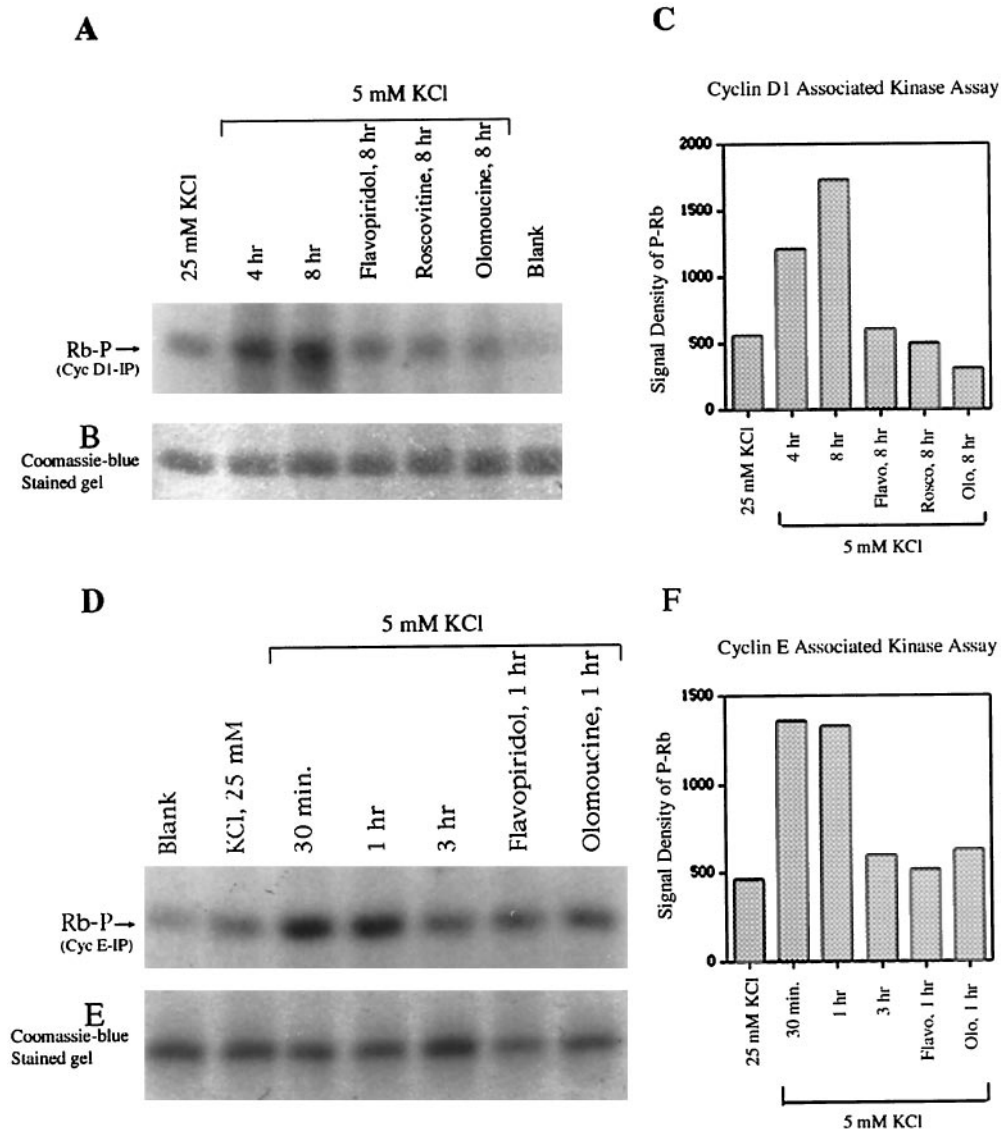 A
5 mM KCl
25 mM KCl
4 hr
8 hr
Flavopiridol, 8 hr
Roscovitine, 8 hr
Olomoucine, 8 hr
Blank
Rb-P→
(Cyc D1-IP)
B
Coomassie-blue
Stained gel
C
Cyclin D1 Associated Kinase Assay
Signal Density of P-Rb
2000
1500
1000
500
0
25 mM KCl
4 hr
8 hr
Flavo, 8 hr
Rosco, 8 hr
Olo, 8 hr
5 mM KCl
D
5 mM KCl
Blank
KCl, 25 mM
30 min.
1 hr
3 hr
Flavopiridol, 1 hr
Olomoucine, 1 hr
Rb-P→
(Cyc E-IP)
E
Coomassie-blue
Stained gel
F
Cyclin E Associated Kinase Assay
Signal Density of P-Rb
1500
1000
500
0
25 mM KCl
30 min.
1 hr
3 hr
Flavo, 1 hr
Olo, 1 hr
5 mM KCl